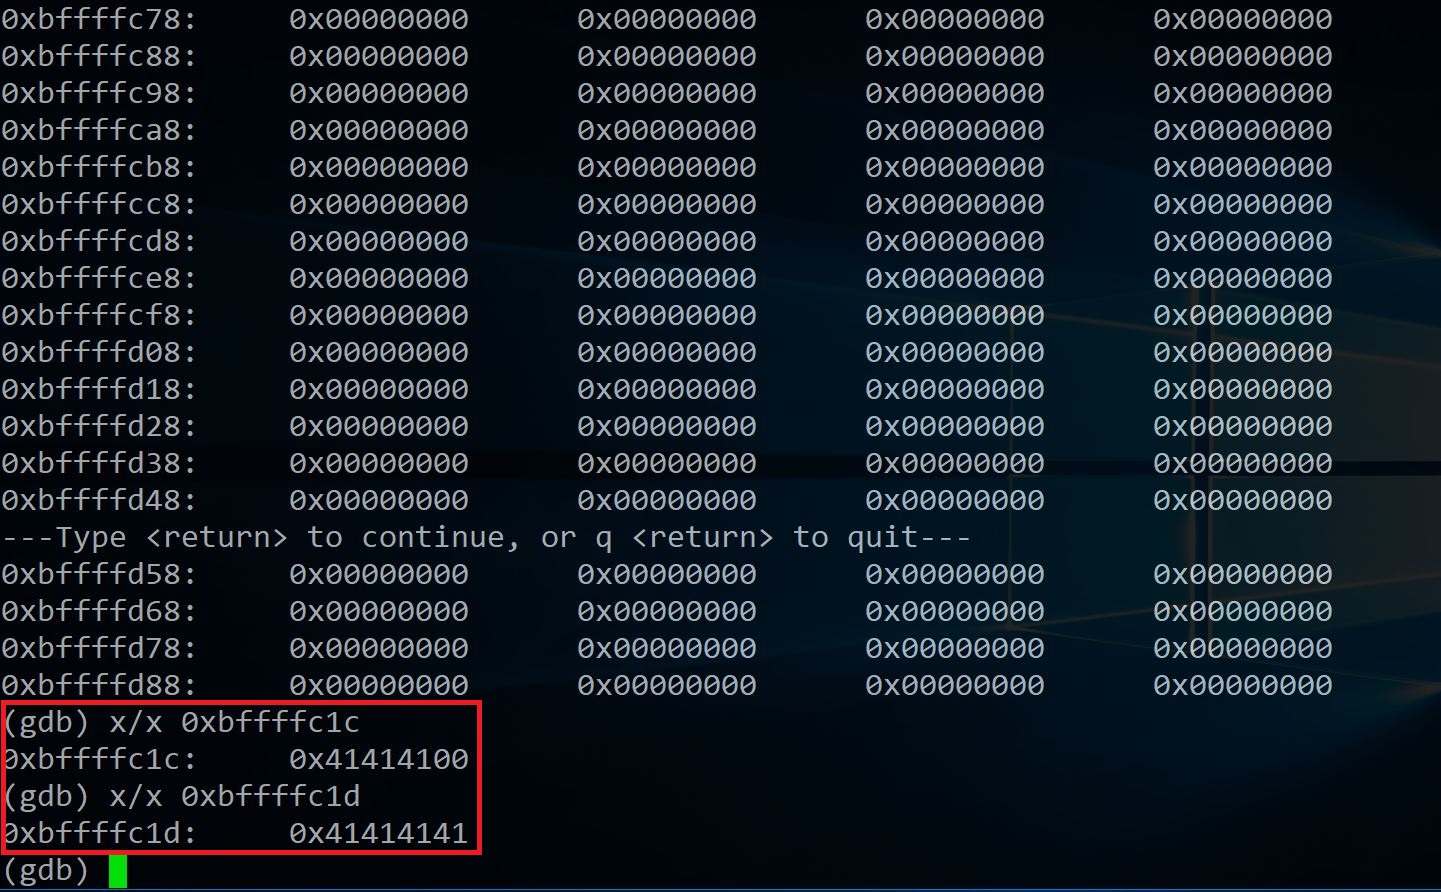 0xbffffc78:     0x00000000      0x00000000      0x00000000      0x00000000
0xbffffc88:     0x00000000      0x00000000      0x00000000      0x00000000
0xbffffc98:     0x00000000      0x00000000      0x00000000      0x00000000
0xbffffca8:     0x00000000      0x00000000      0x00000000      0x00000000
0xbffffcb8:     0x00000000      0x00000000      0x00000000      0x00000000
0xbffffcc8:     0x00000000      0x00000000      0x00000000      0x00000000
0xbffffcd8:     0x00000000      0x00000000      0x00000000      0x00000000
0xbffffce8:     0x00000000      0x00000000      0x00000000      0x00000000
0xbffffcf8:     0x00000000      0x00000000      0x00000000      0x00000000
0xbffffd08:     0x00000000      0x00000000      0x00000000      0x00000000
0xbffffd18:     0x00000000      0x00000000      0x00000000      0x00000000
0xbffffd28:     0x00000000      0x00000000      0x00000000      0x00000000
0xbffffd38:     0x00000000      0x00000000      0x00000000      0x00000000
0xbffffd48:     0x00000000      0x00000000      0x00000000      0x00000000
---Type <return> to continue, or q <return> to quit---
0xbffffd58:     0x00000000      0x00000000      0x00000000      0x00000000
0xbffffd68:     0x00000000      0x00000000      0x00000000      0x00000000
0xbffffd78:     0x00000000      0x00000000      0x00000000      0x00000000
0xbffffd88:     0x00000000      0x00000000      0x00000000      0x00000000
(gdb) x/x 0xbffffc1c
0xbffffc1c:     0x41414100
(gdb) x/x 0xbffffc1d
0xbffffc1d:     0x41414141
(gdb)